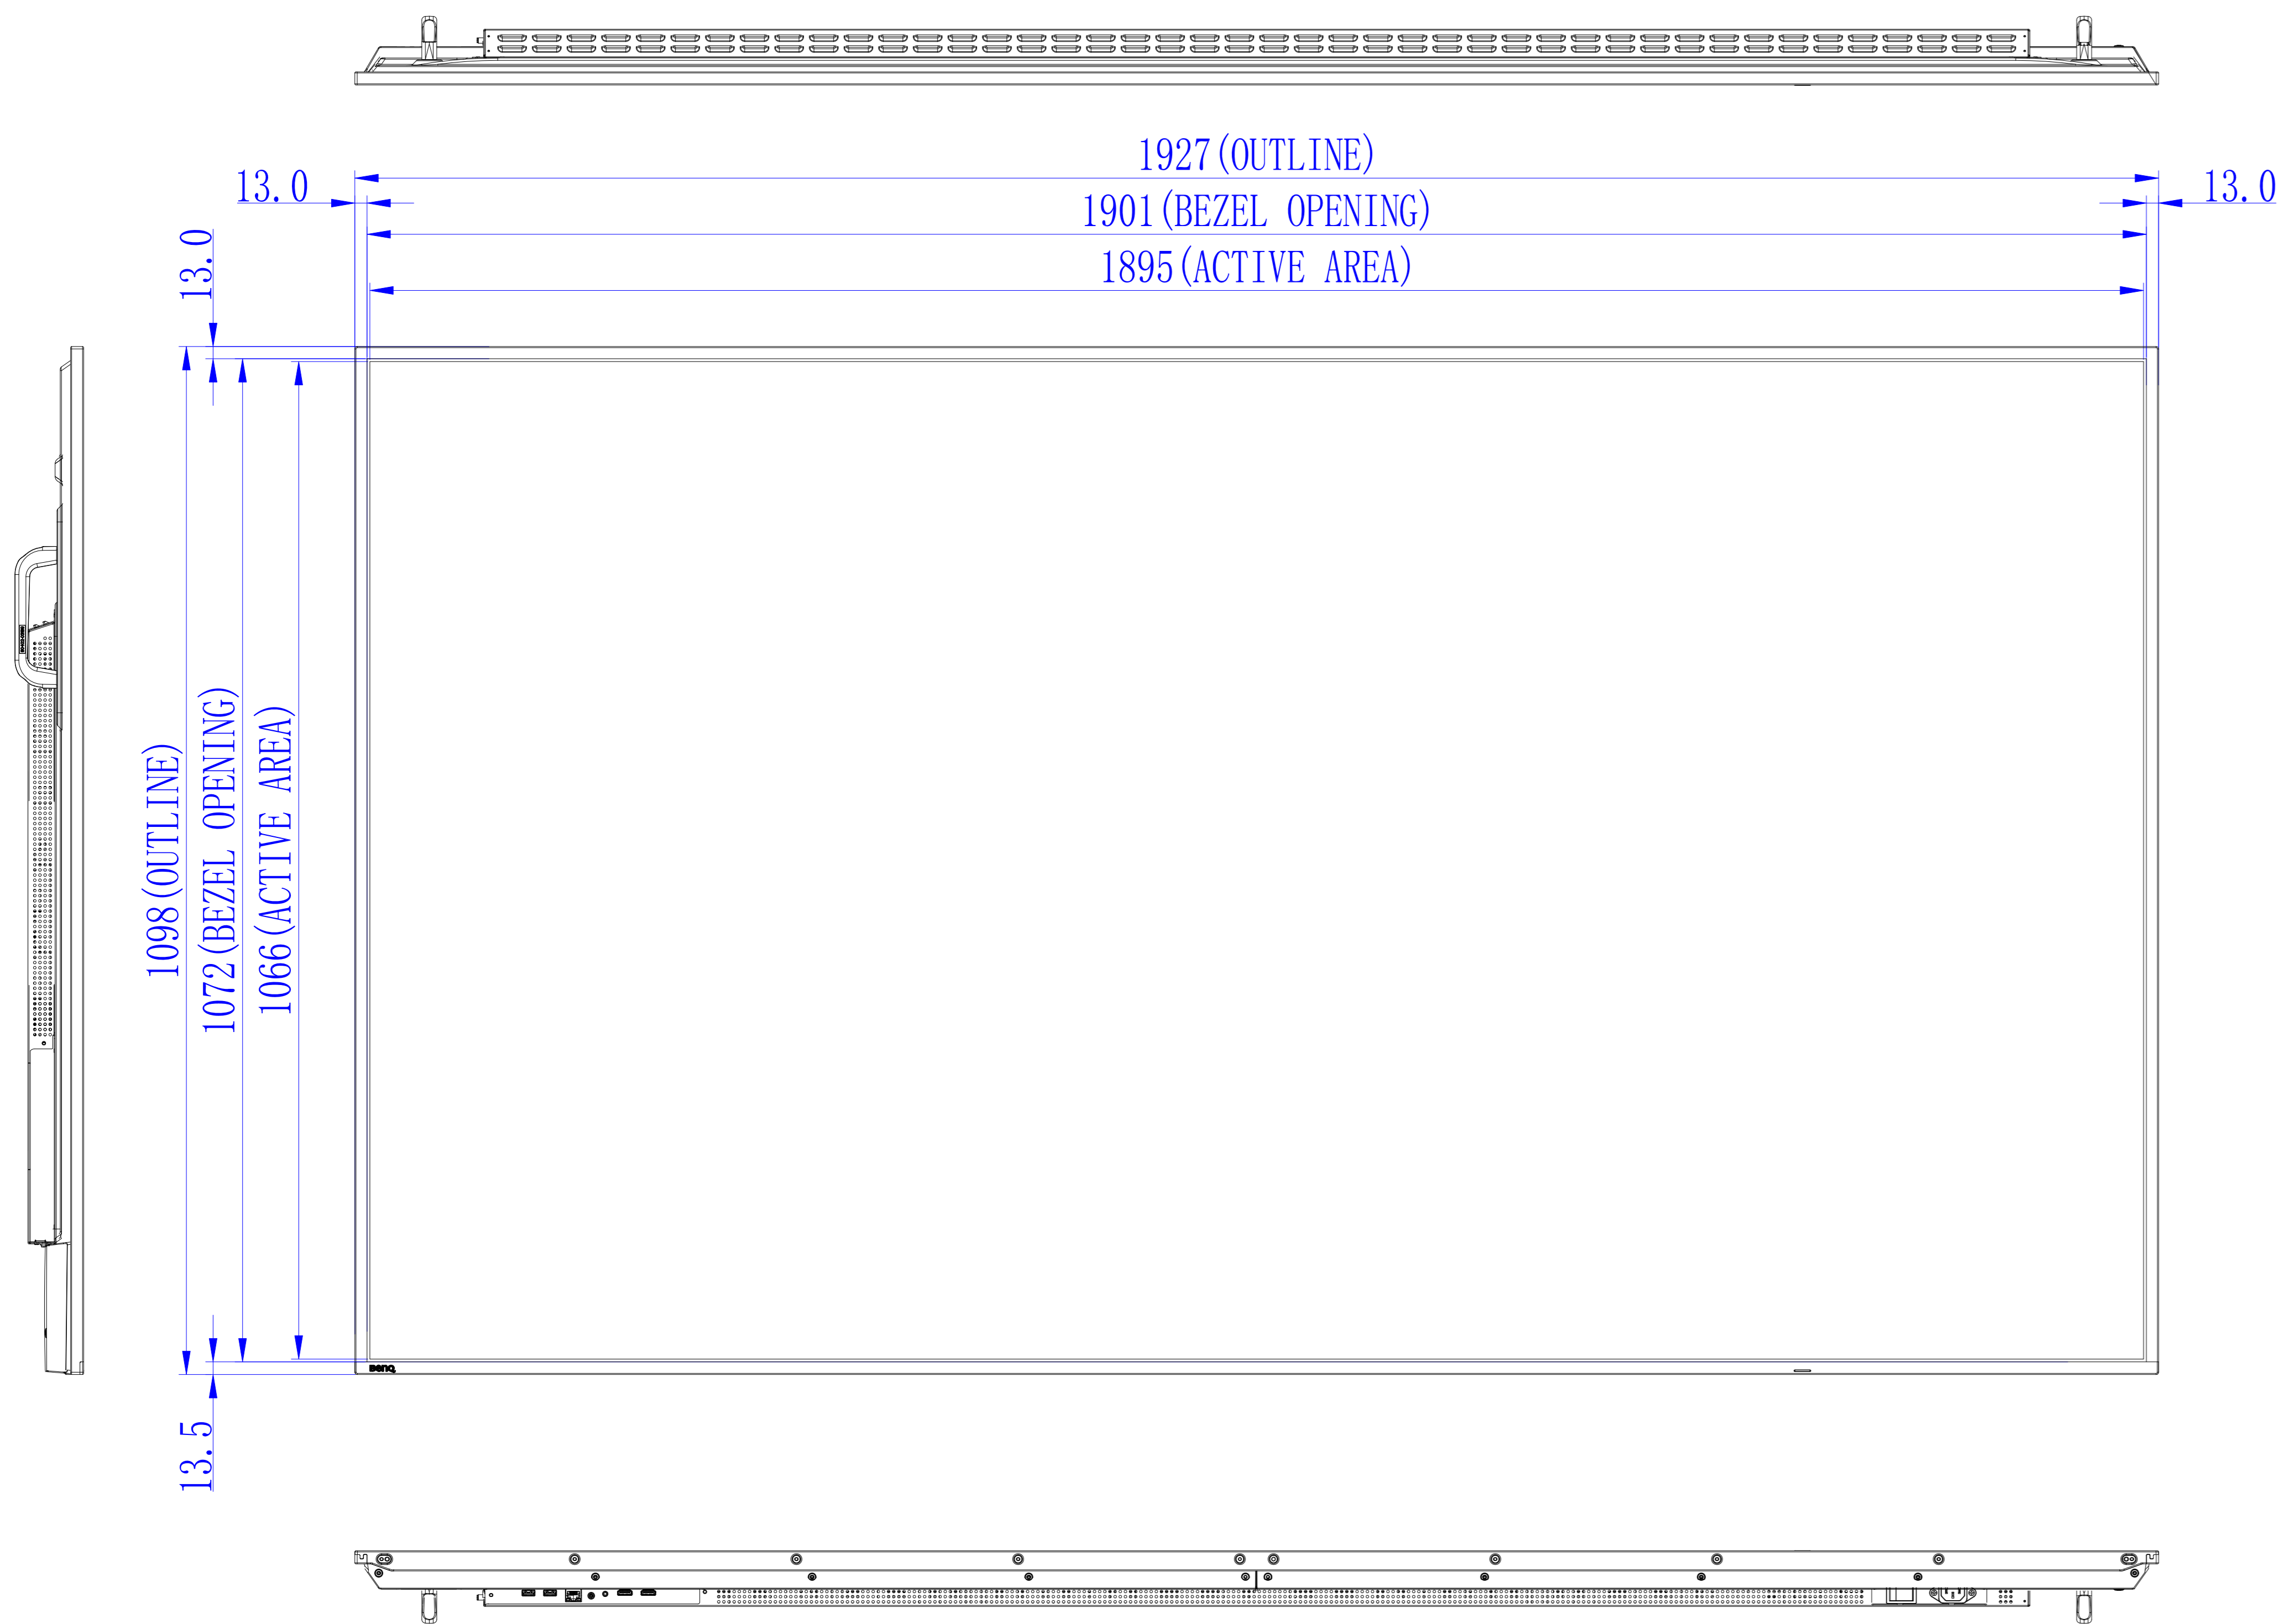 1927(OUTLINE)
13.0
13.0
1901(BEZEL OPENING)
1895(ACTIVE AREA)
13.0
1098(OUTLINE)
1072(BEZEL OPENING)
1066(ACTIVE AREA)
BenQ
13.5